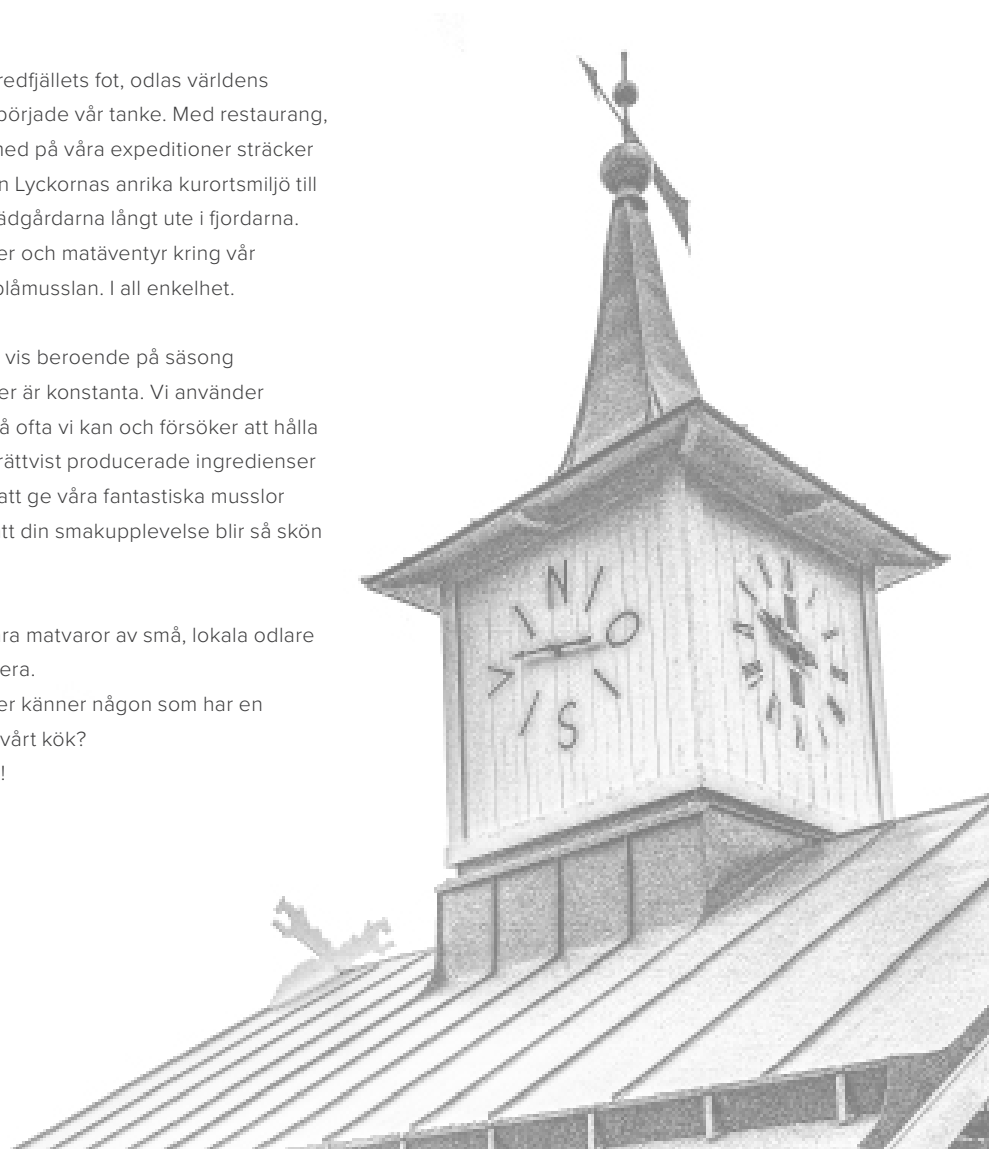 redfjällets fot, odlas världens
började vår tanke. Med restaurang,
med på våra expeditioner sträcker
n Lyckornas anrika kurortsmiljö till
ädgårdarna långt ute i fjordarna.
er och matäventyr kring vår
blåmusslan. I all enkelhet.
vis beroende på säsong
er är konstanta. Vi använder
å ofta vi kan och försöker att hålla
rättvist producerade ingredienser
att ge våra fantastiska musslor
tt din smakupplevelse blir så skön
ra matvaror av små, lokala odlare
era.
er känner någon som har en
vårt kök?
!
N
O
V
S